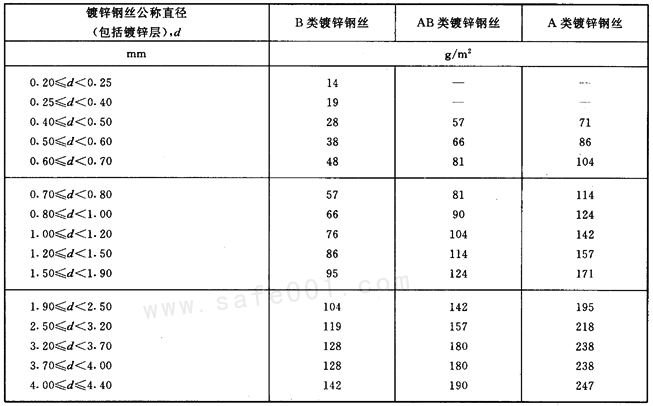 镀锌钢丝公称直径
(包括镀锌层),d B 类镀锌钢丝 AB 类镀锌钢丝 A 类镀锌钢丝
mm g/m²
0.20≤d<0.25 14 — —
0.25≤d<0.40 19 — —
0.40≤d<0.50 28 57 71
0.50≤d<0.60 38 66 86
0.60≤d<0.70 48 81 104
0.70≤d<0.80 57 81 114
0.80≤d<1.00 66 90 124
1.00≤d<1.20 76 104 142
1.20≤d<1.50 86 114 157
1.50≤d<1.90 95 124 171
1.90≤d<2.50 104 142 195
2.50≤d<3.20 119 157 218
3.20≤d<3.70 128 180 238
3.70≤d<4.00 128 180 238
4.00≤d≤4.40 142 190 247
www.safe001.com